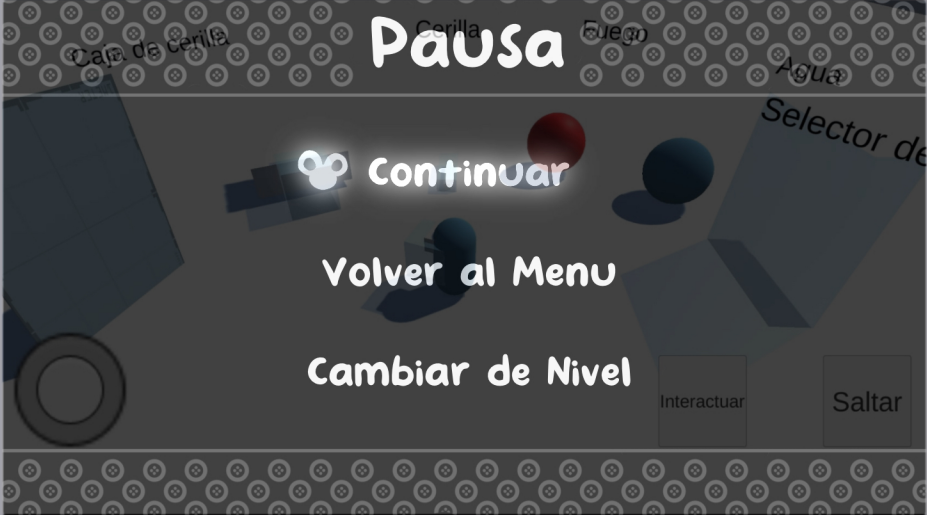 Pausa
Caja de cerilla
Cerilla
Fuego
Agua
Selector de
Continuar
Volver al Menu
Cambiar de Nivel
Interactuar
Saltar